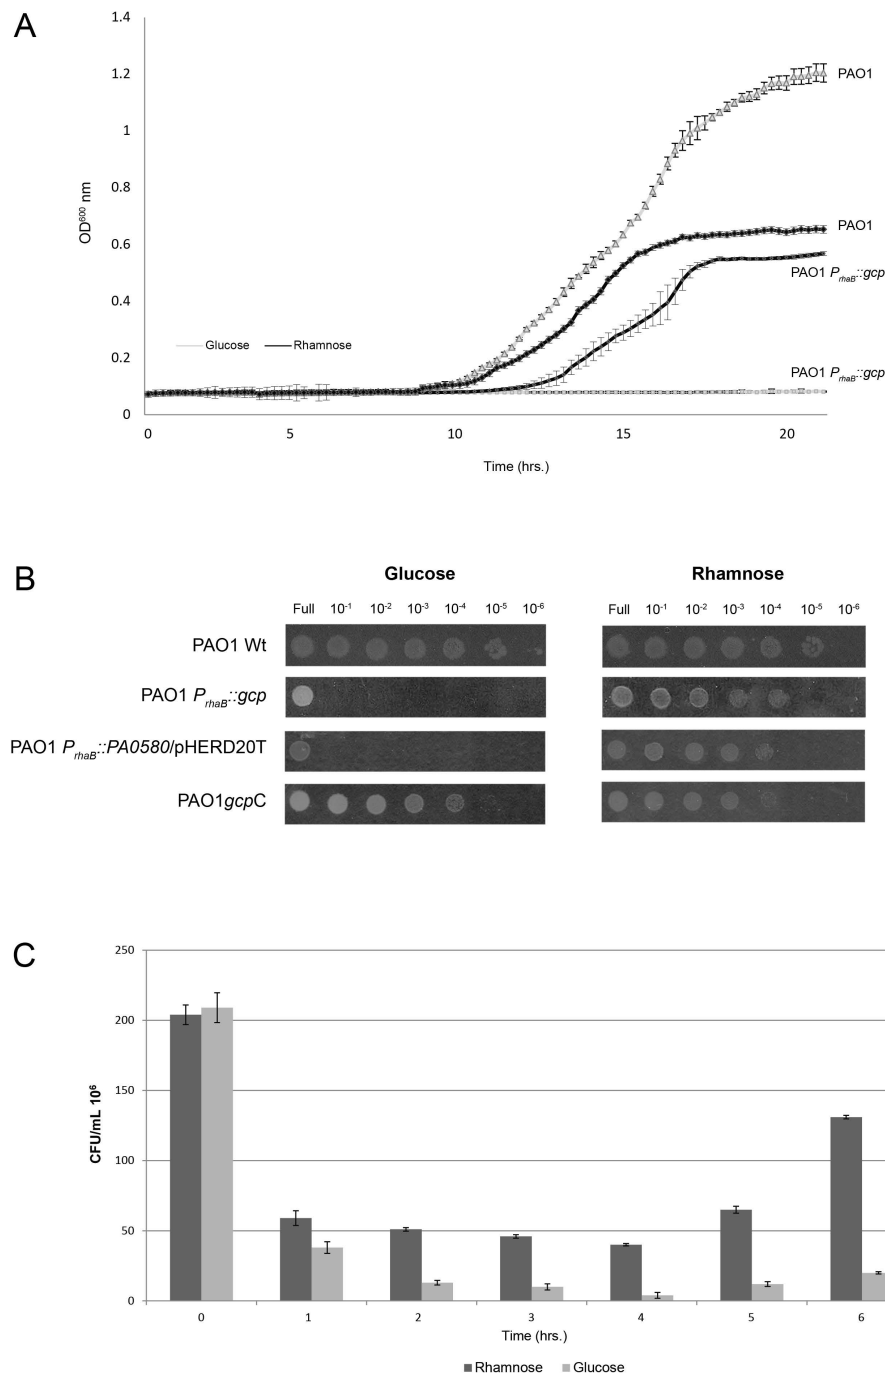 A
1.4
1.2
1
0.8
0.6
0.4
0.2
0
OD⁶⁰⁰ nm
PAO1
PAO1
PAO1 PrhaB::gcp
PAO1 PrhaB::gcp
Glucose Rhamnose
0 5 10 15 20
Time (hrs.)
B
Glucose Rhamnose
Full 10⁻¹ 10⁻² 10⁻³ 10⁻⁴ 10⁻⁵ 10⁻⁶ Full 10⁻¹ 10⁻² 10⁻³ 10⁻⁴ 10⁻⁵ 10⁻⁶
PAO1 Wt
PAO1 PrhaB::gcp
PAO1 PrhaB::PA0580/pHERD20T
PAO1gcpC
C
250
200
150
100
50
0
CFU/mL 10⁶
0 1 2 3 4 5 6
Time (hrs.)
Rhamnose Glucose